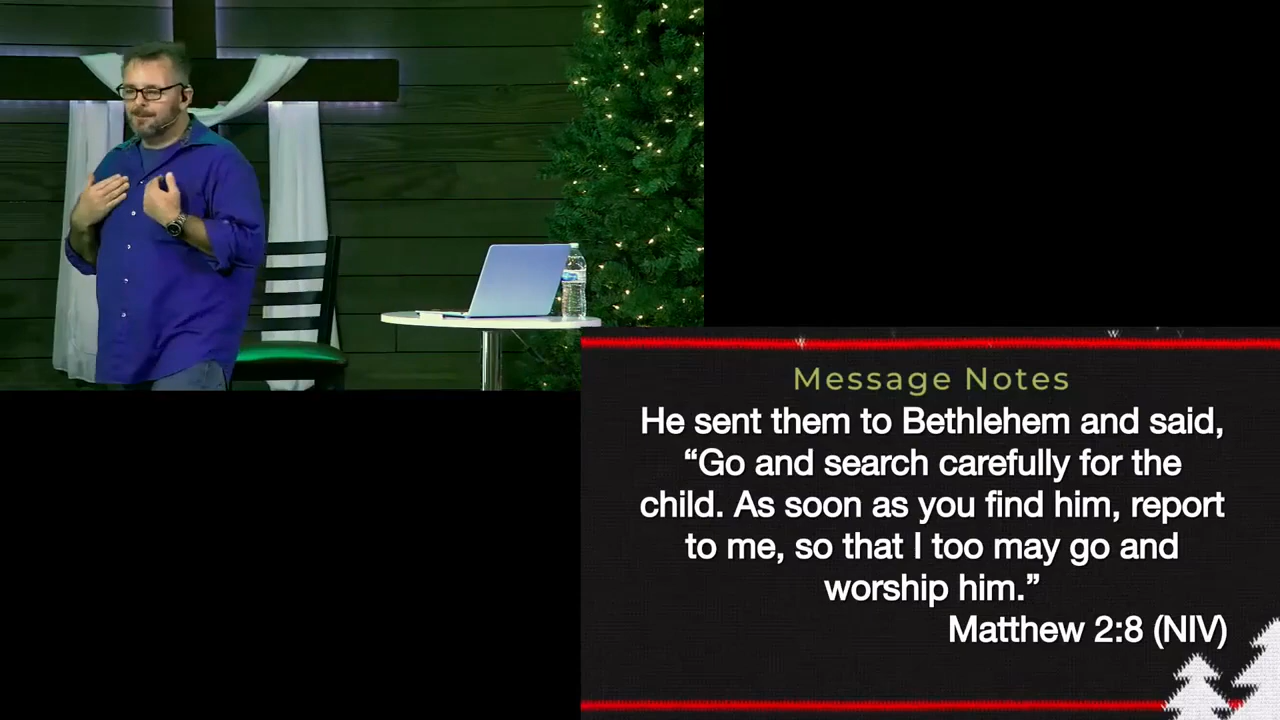 Message Notes
He sent them to Bethlehem and said,
“Go and search carefully for the
child. As soon as you find him, report
to me, so that I too may go and
worship him.”
Matthew 2:8 (NIV)